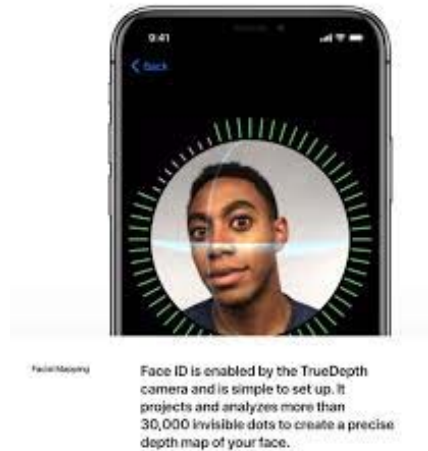 9:41
Back
Facial Mapping
Face ID is enabled by the TrueDepth
camera and is simple to set up. It
projects and analyzes more than
30,000 invisible dots to create a precise
depth map of your face.